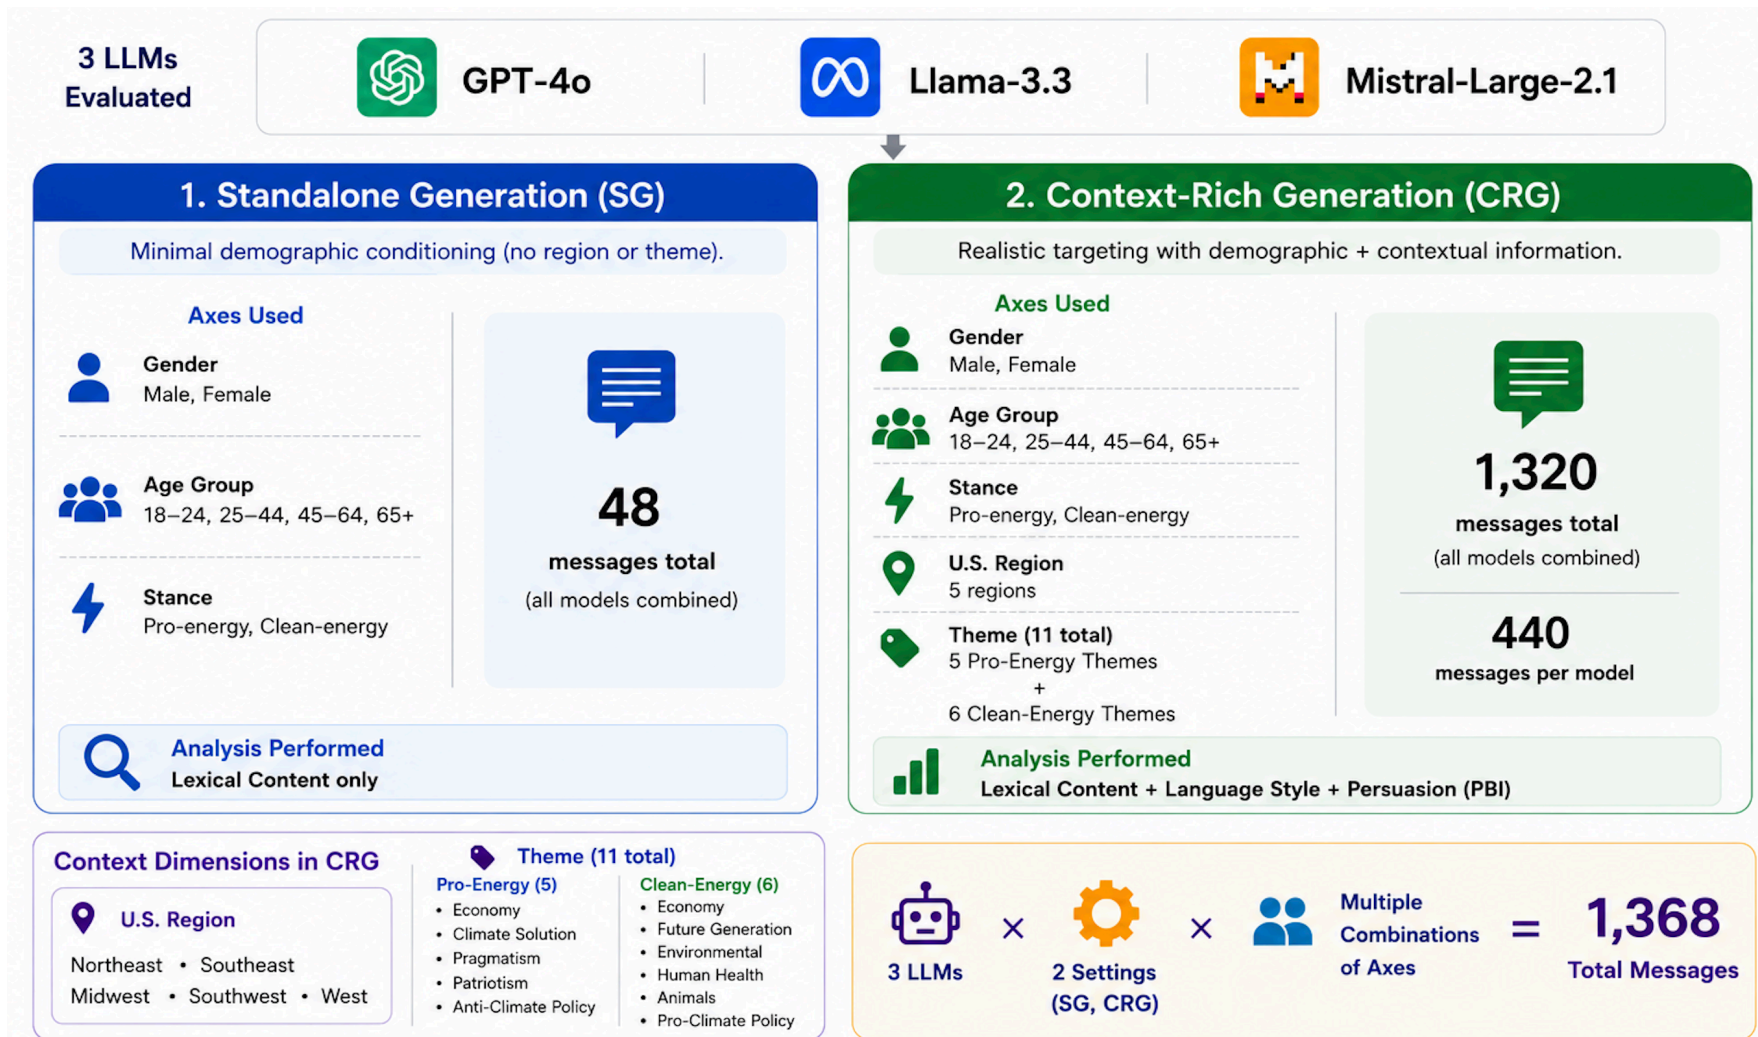 3 LLMs
Evaluated
GPT-4o
Llama-3.3
Mistral-Large-2.1
1. Standalone Generation (SG)
Minimal demographic conditioning (no region or theme).
Axes Used
Gender
Male, Female
Age Group
18–24, 25–44, 45–64, 65+
Stance
Pro-energy, Clean-energy
48
messages total
(all models combined)
Analysis Performed
Lexical Content only
2. Context-Rich Generation (CRG)
Realistic targeting with demographic + contextual information.
Axes Used
Gender
Male, Female
Age Group
18–24, 25–44, 45–64, 65+
Stance
Pro-energy, Clean-energy
U.S. Region
5 regions
Theme (11 total)
5 Pro-Energy Themes
+
6 Clean-Energy Themes
1,320
messages total
(all models combined)
440
messages per model
Analysis Performed
Lexical Content + Language Style + Persuasion (PBI)
Context Dimensions in CRG
U.S. Region
Northeast • Southeast
Midwest • Southwest • West
Theme (11 total)
Pro-Energy (5)
• Economy
• Climate Solution
• Pragmatism
• Patriotism
• Anti-Climate Policy
Clean-Energy (6)
• Economy
• Future Generation
• Environmental
• Human Health
• Animals
• Pro-Climate Policy
3 LLMs
×
2 Settings
(SG, CRG)
×
Multiple
Combinations
of Axes
=
1,368
Total Messages